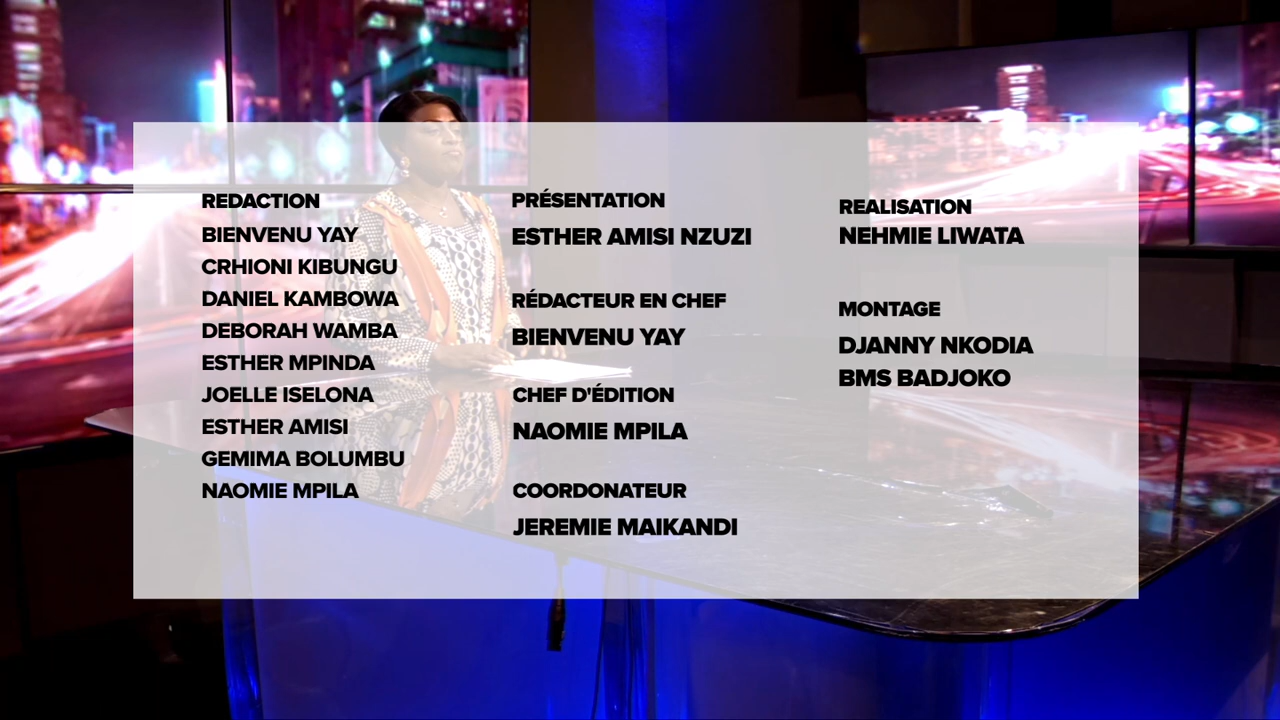 REDACTION
BIENVENU YAY
CRHIONI KIBUNGU
DANIEL KAMBOWA
DEBORAH WAMBA
ESTHER MPINDA
JOELLE ISELONA
ESTHER AMISI
GEMIMA BOLUMBU
NAOMIE MPILA
PRÉSENTATION
ESTHER AMISI NZUZI
RÉDACTEUR EN CHEF
BIENVENU YAY
CHEF D'ÉDITION
NAOMIE MPILA
COORDONATEUR
JEREMIE MAIKANDI
REALISATION
NEHMIE LIWATA
MONTAGE
DJANNY NKODIA
BMS BADJOKO